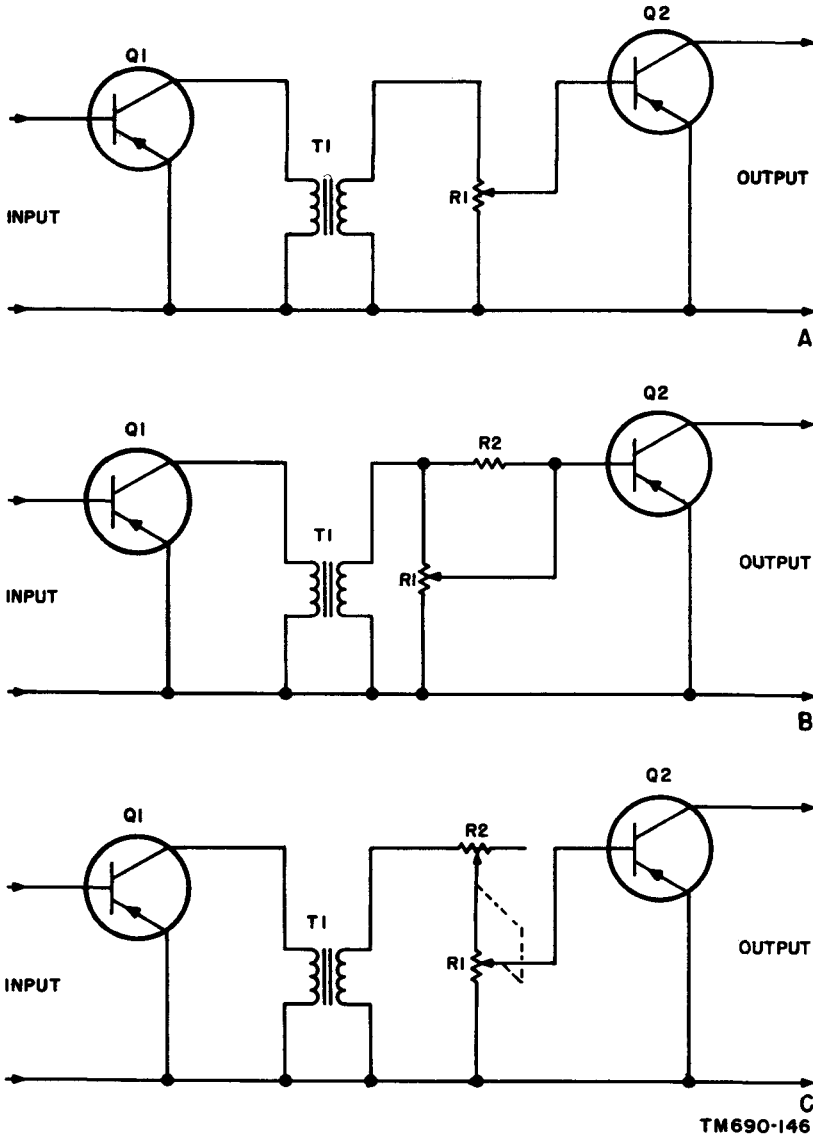 Q2
Q1
T1
R1
OUTPUT
INPUT
A
Q2
Q1
R2
T1
R1
OUTPUT
INPUT
B
Q2
Q1
R2
T1
R1
OUTPUT
INPUT
C
TM690-146